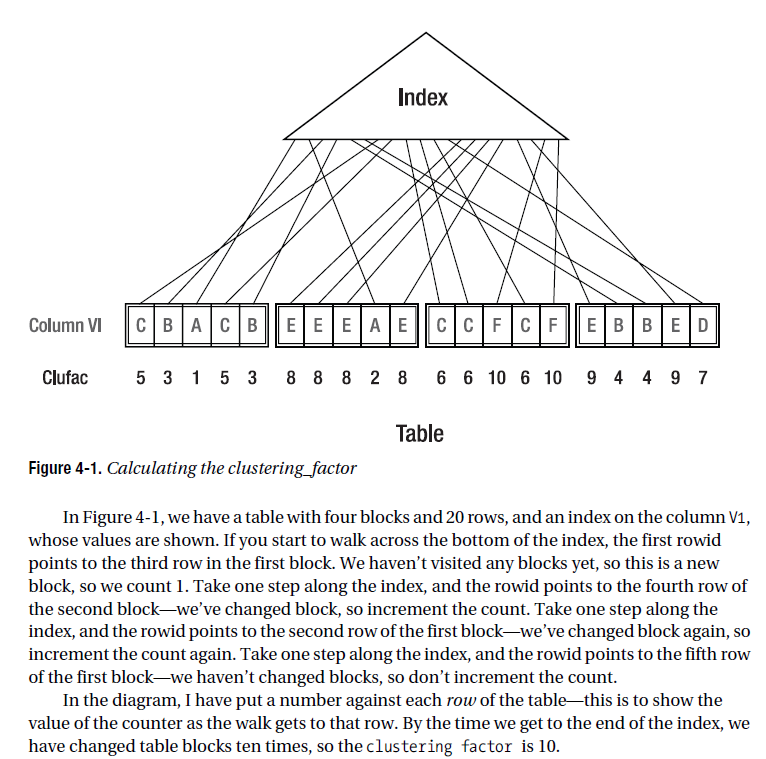 Index
Column VI C B A C B E E E A E C C F C F E B B E D
Clufac 5 3 1 5 3 8 8 8 2 8 6 6 10 6 10 9 4 4 9 7
Table
Figure 4-1. Calculating the clustering_factor
In Figure 4-1, we have a table with four blocks and 20 rows, and an index on the column V1,
whose values are shown. If you start to walk across the bottom of the index, the first rowid
points to the third row in the first block. We haven't visited any blocks yet, so this is a new
block, so we count 1. Take one step along the index, and the rowid points to the fourth row of
the second block—we've changed block, so increment the count. Take one step along the
index, and the rowid points to the second row of the first block—we've changed block again, so
increment the count again. Take one step along the index, and the rowid points to the fifth row
of the first block—we haven't changed blocks, so don't increment the count.
In the diagram, I have put a number against each row of the table—this is to show the
value of the counter as the walk gets to that row. By the time we get to the end of the index, we
have changed table blocks ten times, so the clustering factor is 10.